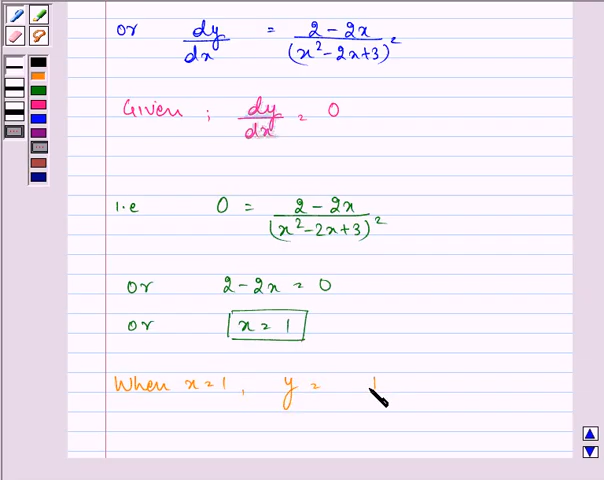 or dy/dx = 2 - 2x / (x² - 2x + 3)²
Given ; dy/dx = 0
i.e 0 = 2 - 2x / (x² - 2x + 3)²
or 2 - 2x = 0
or x = 1
When x = 1, y = 1